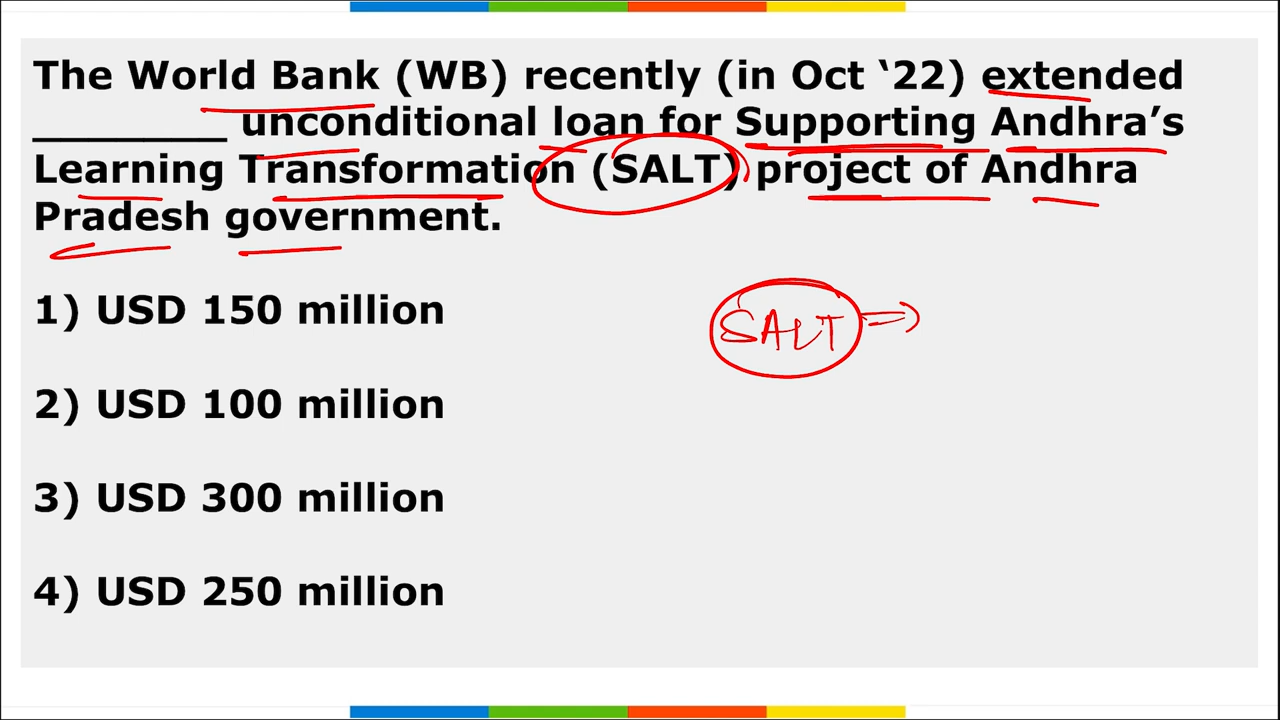 The World Bank (WB) recently (in Oct ‘22) extended
_________ unconditional loan for Supporting Andhra’s
Learning Transformation (SALT) project of Andhra
Pradesh government.
1) USD 150 million
SALT
2) USD 100 million
3) USD 300 million
4) USD 250 million